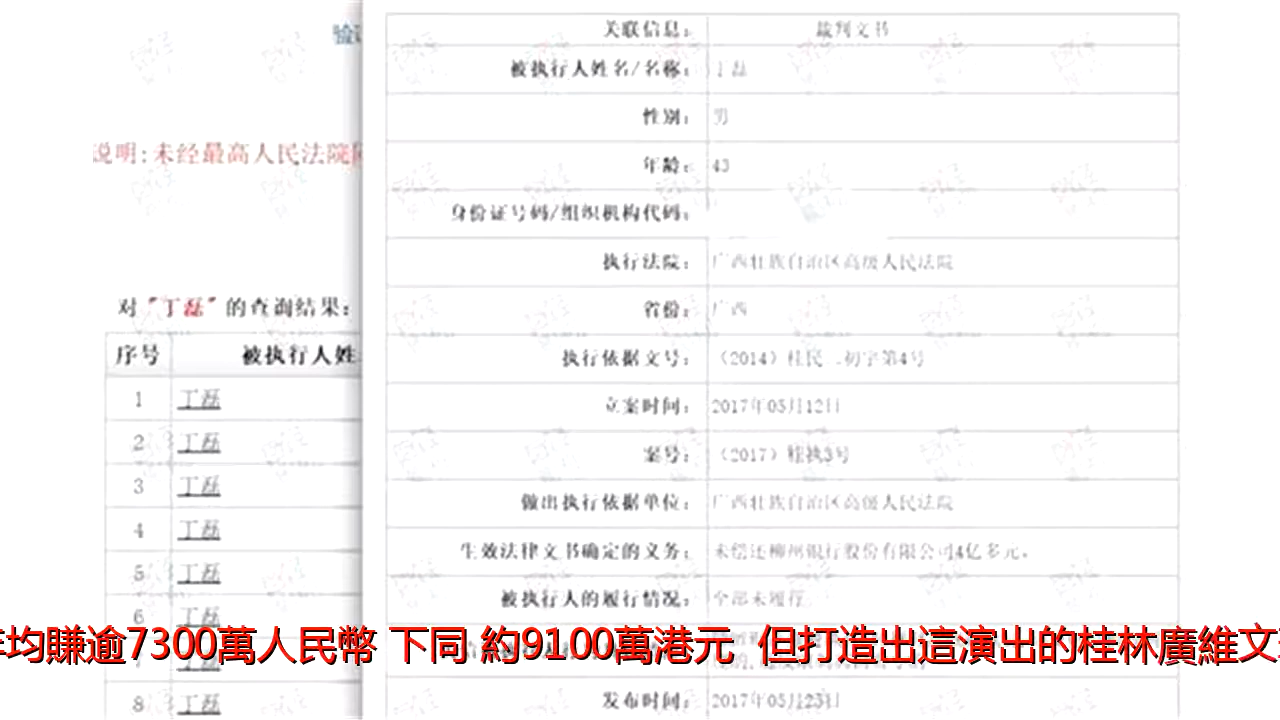 关联信息： 裁判文书
被执行人姓名/名称： 丁磊
性别： 男
年龄： 43
身份证号码/组织机构代码：
执行法院： 广西壮族自治区高级人民法院
省份： 广西
执行依据文号： （2014）桂民二初字第4号
立案时间： 2017年05月12日
案号： （2017）桂执3号
做出执行依据单位： 广西壮族自治区高级人民法院
生效法律文书确定的义务： 未偿还柳州银行股份有限公司4亿多元。
被执行人的履行情况： 全部未履行
发布时间： 2017年05月23日
说明:未经最高人民法院
对"丁磊"的查询结果：
序号 被执行人姓
1 丁磊
2 丁磊
3 丁磊
4 丁磊
5 丁磊
6 丁磊
7 丁磊
8 丁磊
均賺逾7300萬人民幣 下同 約9100萬港元 但打造出這演出的桂林廣維文